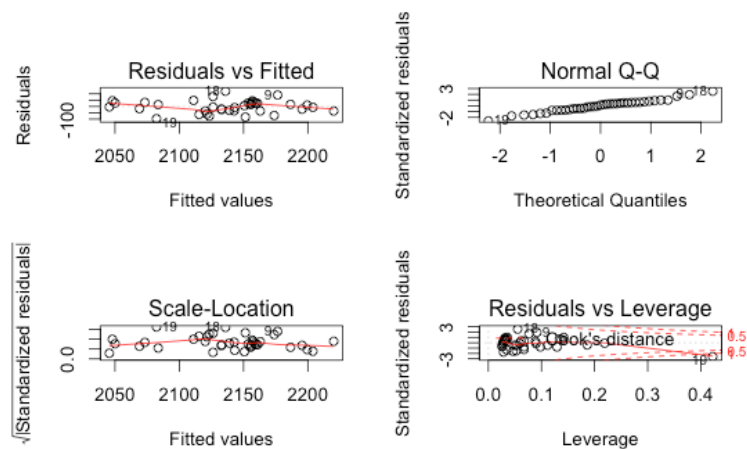 Residuals vs Fitted
Residuals
-100
18
9
19
2050 2100 2150 2200
Fitted values
Normal Q-Q
Standardized residuals
3
-2
9 18
19
-2 -1 0 1 2
Theoretical Quantiles
Scale-Location
√|Standardized residuals|
0.0
19 18 9
2050 2100 2150 2200
Fitted values
Residuals vs Leverage
Standardized residuals
3
-3
18
9
Cook's distance
19
1
0.5
0.5
1
0.0 0.1 0.2 0.3 0.4
Leverage